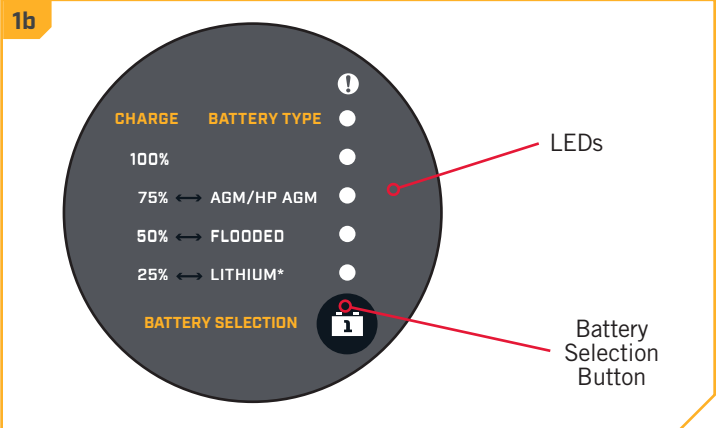 1b
!
CHARGE BATTERY TYPE
100%
LEDs
75% ↔ AGM/HP AGM
50% ↔ FLOODED
25% ↔ LITHIUM*
BATTERY SELECTION
1
Battery
Selection
Button